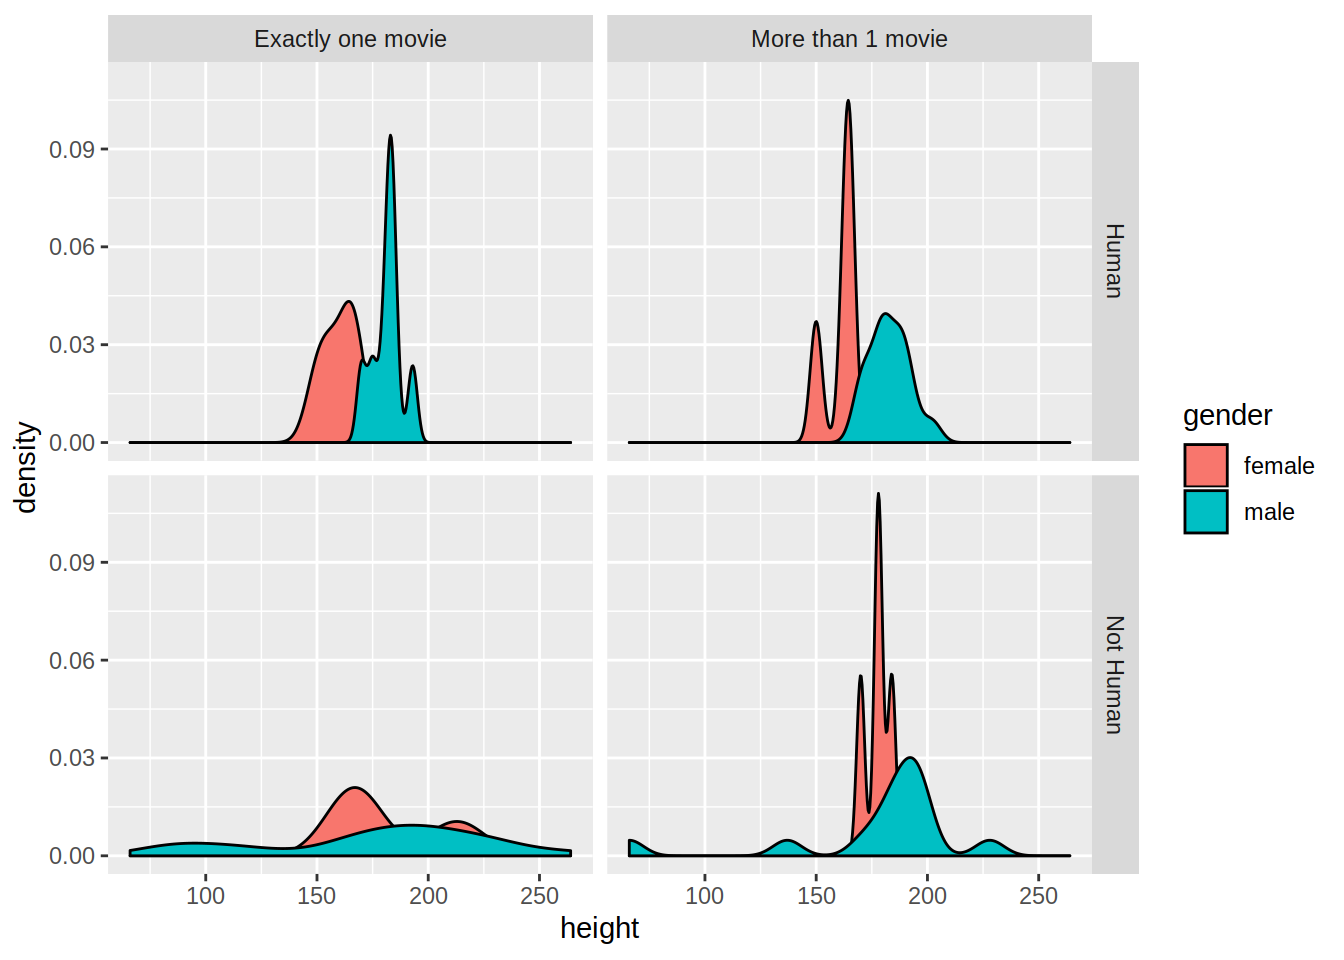 Exactly one movie
More than 1 movie
0.09
0.06
0.03
0.00
Human
0.09
0.06
0.03
0.00
Not Human
100
150
200
250
100
150
200
250
height
density
gender
female
male